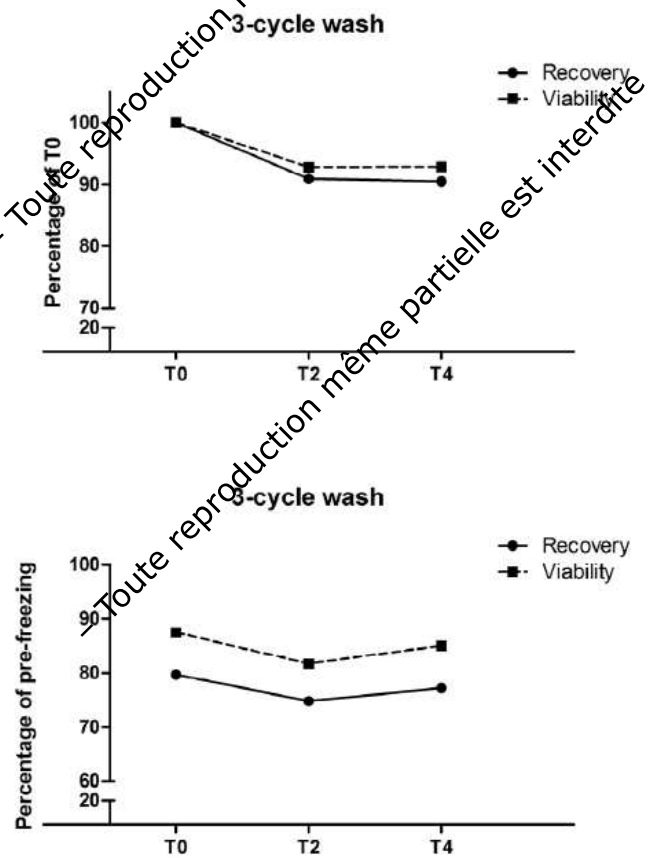 3-cycle wash
Recovery
Viability
Percentage of T0
100
90
80
70
20
T0 T2 T4
3-cycle wash
Recovery
Viability
Percentage of pre-freezing
100
90
80
70
60
20
T0 T2 T4
- Toute reproduction
- Toute reproduction même partielle est interdite